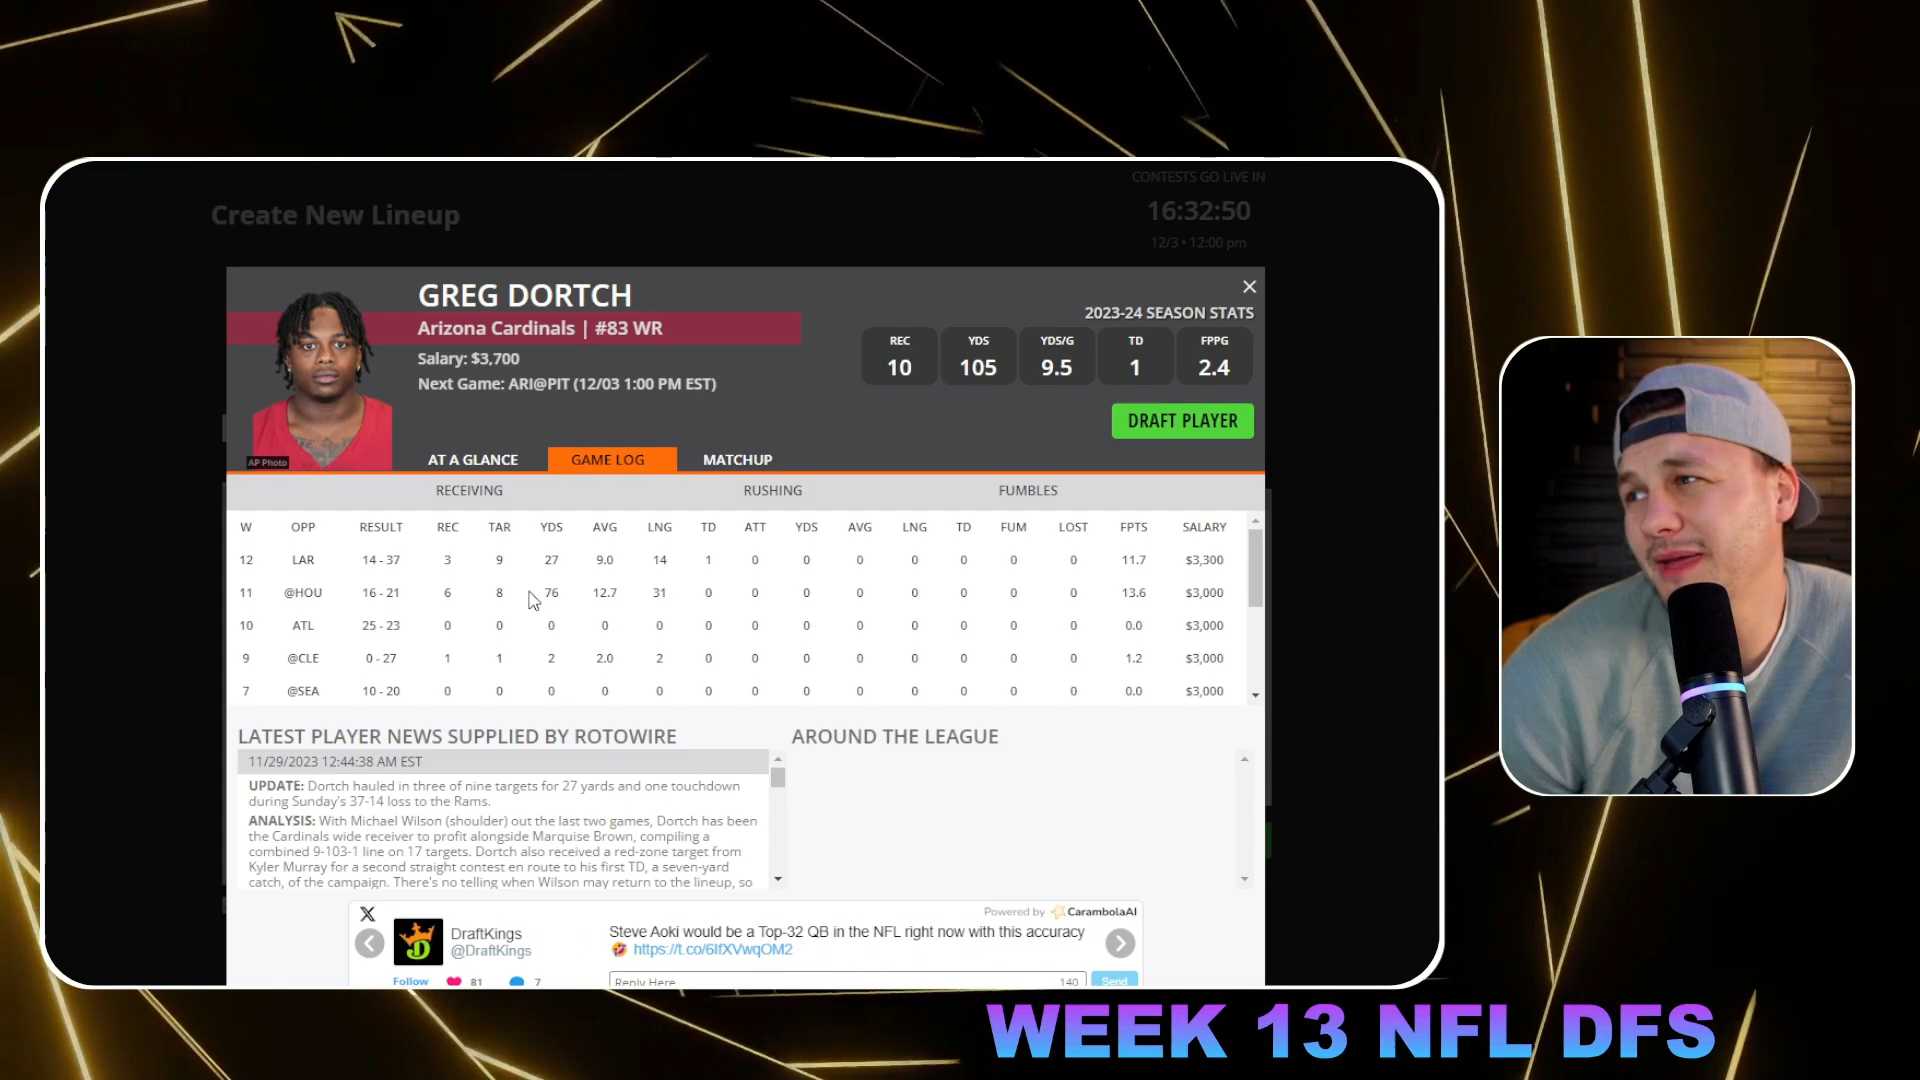 CONTESTS GO LIVE IN
Create New Lineup
16:32:50
12/3 • 12:00 pm
GREG DORTCH
Arizona Cardinals | #83 WR
Salary: $3,700
Next Game: ARI@PIT (12/03 1:00 PM EST)
2023-24 SEASON STATS
REC YDS YDS/G TD FPPG
10 105 9.5 1 2.4
DRAFT PLAYER
AP Photo
AT A GLANCE GAME LOG MATCHUP
RECEIVING RUSHING FUMBLES
W OPP RESULT REC TAR YDS AVG LNG TD ATT YDS AVG LNG TD FUM LOST FPTS SALARY
12 LAR 14 - 37 3 9 27 9.0 14 1 0 0 0 0 0 0 0 11.7 $3,300
11 @HOU 16 - 21 6 8 76 12.7 31 0 0 0 0 0 0 0 0 13.6 $3,000
10 ATL 25 - 23 0 0 0 0 0 0 0 0 0 0 0 0 0 0.0 $3,000
9 @CLE 0 - 27 1 1 2 2.0 2 0 0 0 0 0 0 0 0 1.2 $3,000
7 @SEA 10 - 20 0 0 0 0 0 0 0 0 0 0 0 0 0 0.0 $3,000
LATEST PLAYER NEWS SUPPLIED BY ROTOWIRE
11/29/2023 12:44:38 AM EST
UPDATE: Dortch hauled in three of nine targets for 27 yards and one touchdown
during Sunday's 37-14 loss to the Rams.
ANALYSIS: With Michael Wilson (shoulder) out the last two games, Dortch has been
the Cardinals wide receiver to profit alongside Marquise Brown, compiling a
combined 9-103-1 line on 17 targets. Dortch also received a red-zone target from
Kyler Murray for a second straight contest en route to his first TD, a seven-yard
catch, of the campaign. There's no telling when Wilson may return to the lineup, so
AROUND THE LEAGUE
Powered by CarambolaAI
DraftKings
@DraftKings
Steve Aoki would be a Top-32 QB in the NFL right now with this accuracy
https://t.co/6IfXVwqOM2
Follow 81 7
Reply Here 140 Send
WEEK 13 NFL DFS